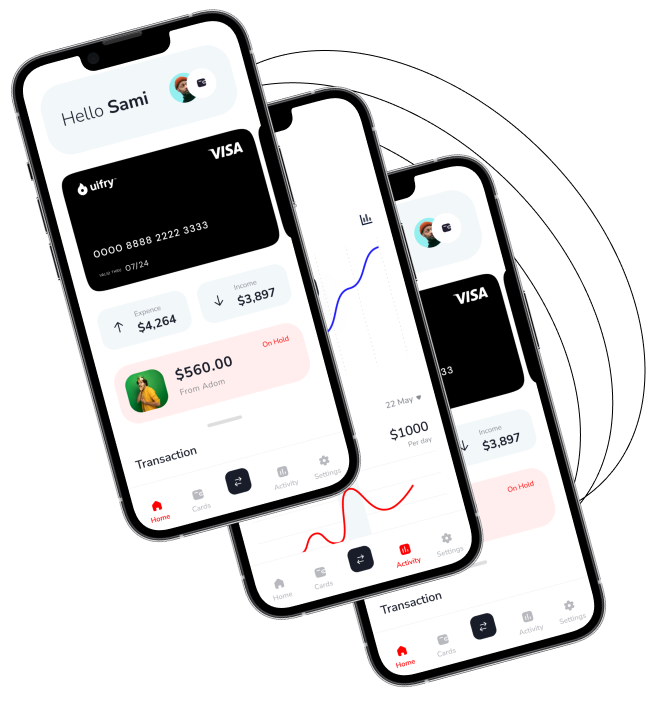 Hello Sami
VISA
ulfry
0000 8888 2222 3333
VALID THRU 07/24
Expence
$4,264
Income
$3,897
On Hold
$560.00
From Adom
Transaction
Home
Cards
Activity
Settings
22 May
$1000
Per day
Home
Cards
Activity
Settings
VISA
33
Income
$3,897
On Hold
Transaction
Home
Cards
Activity
Settings